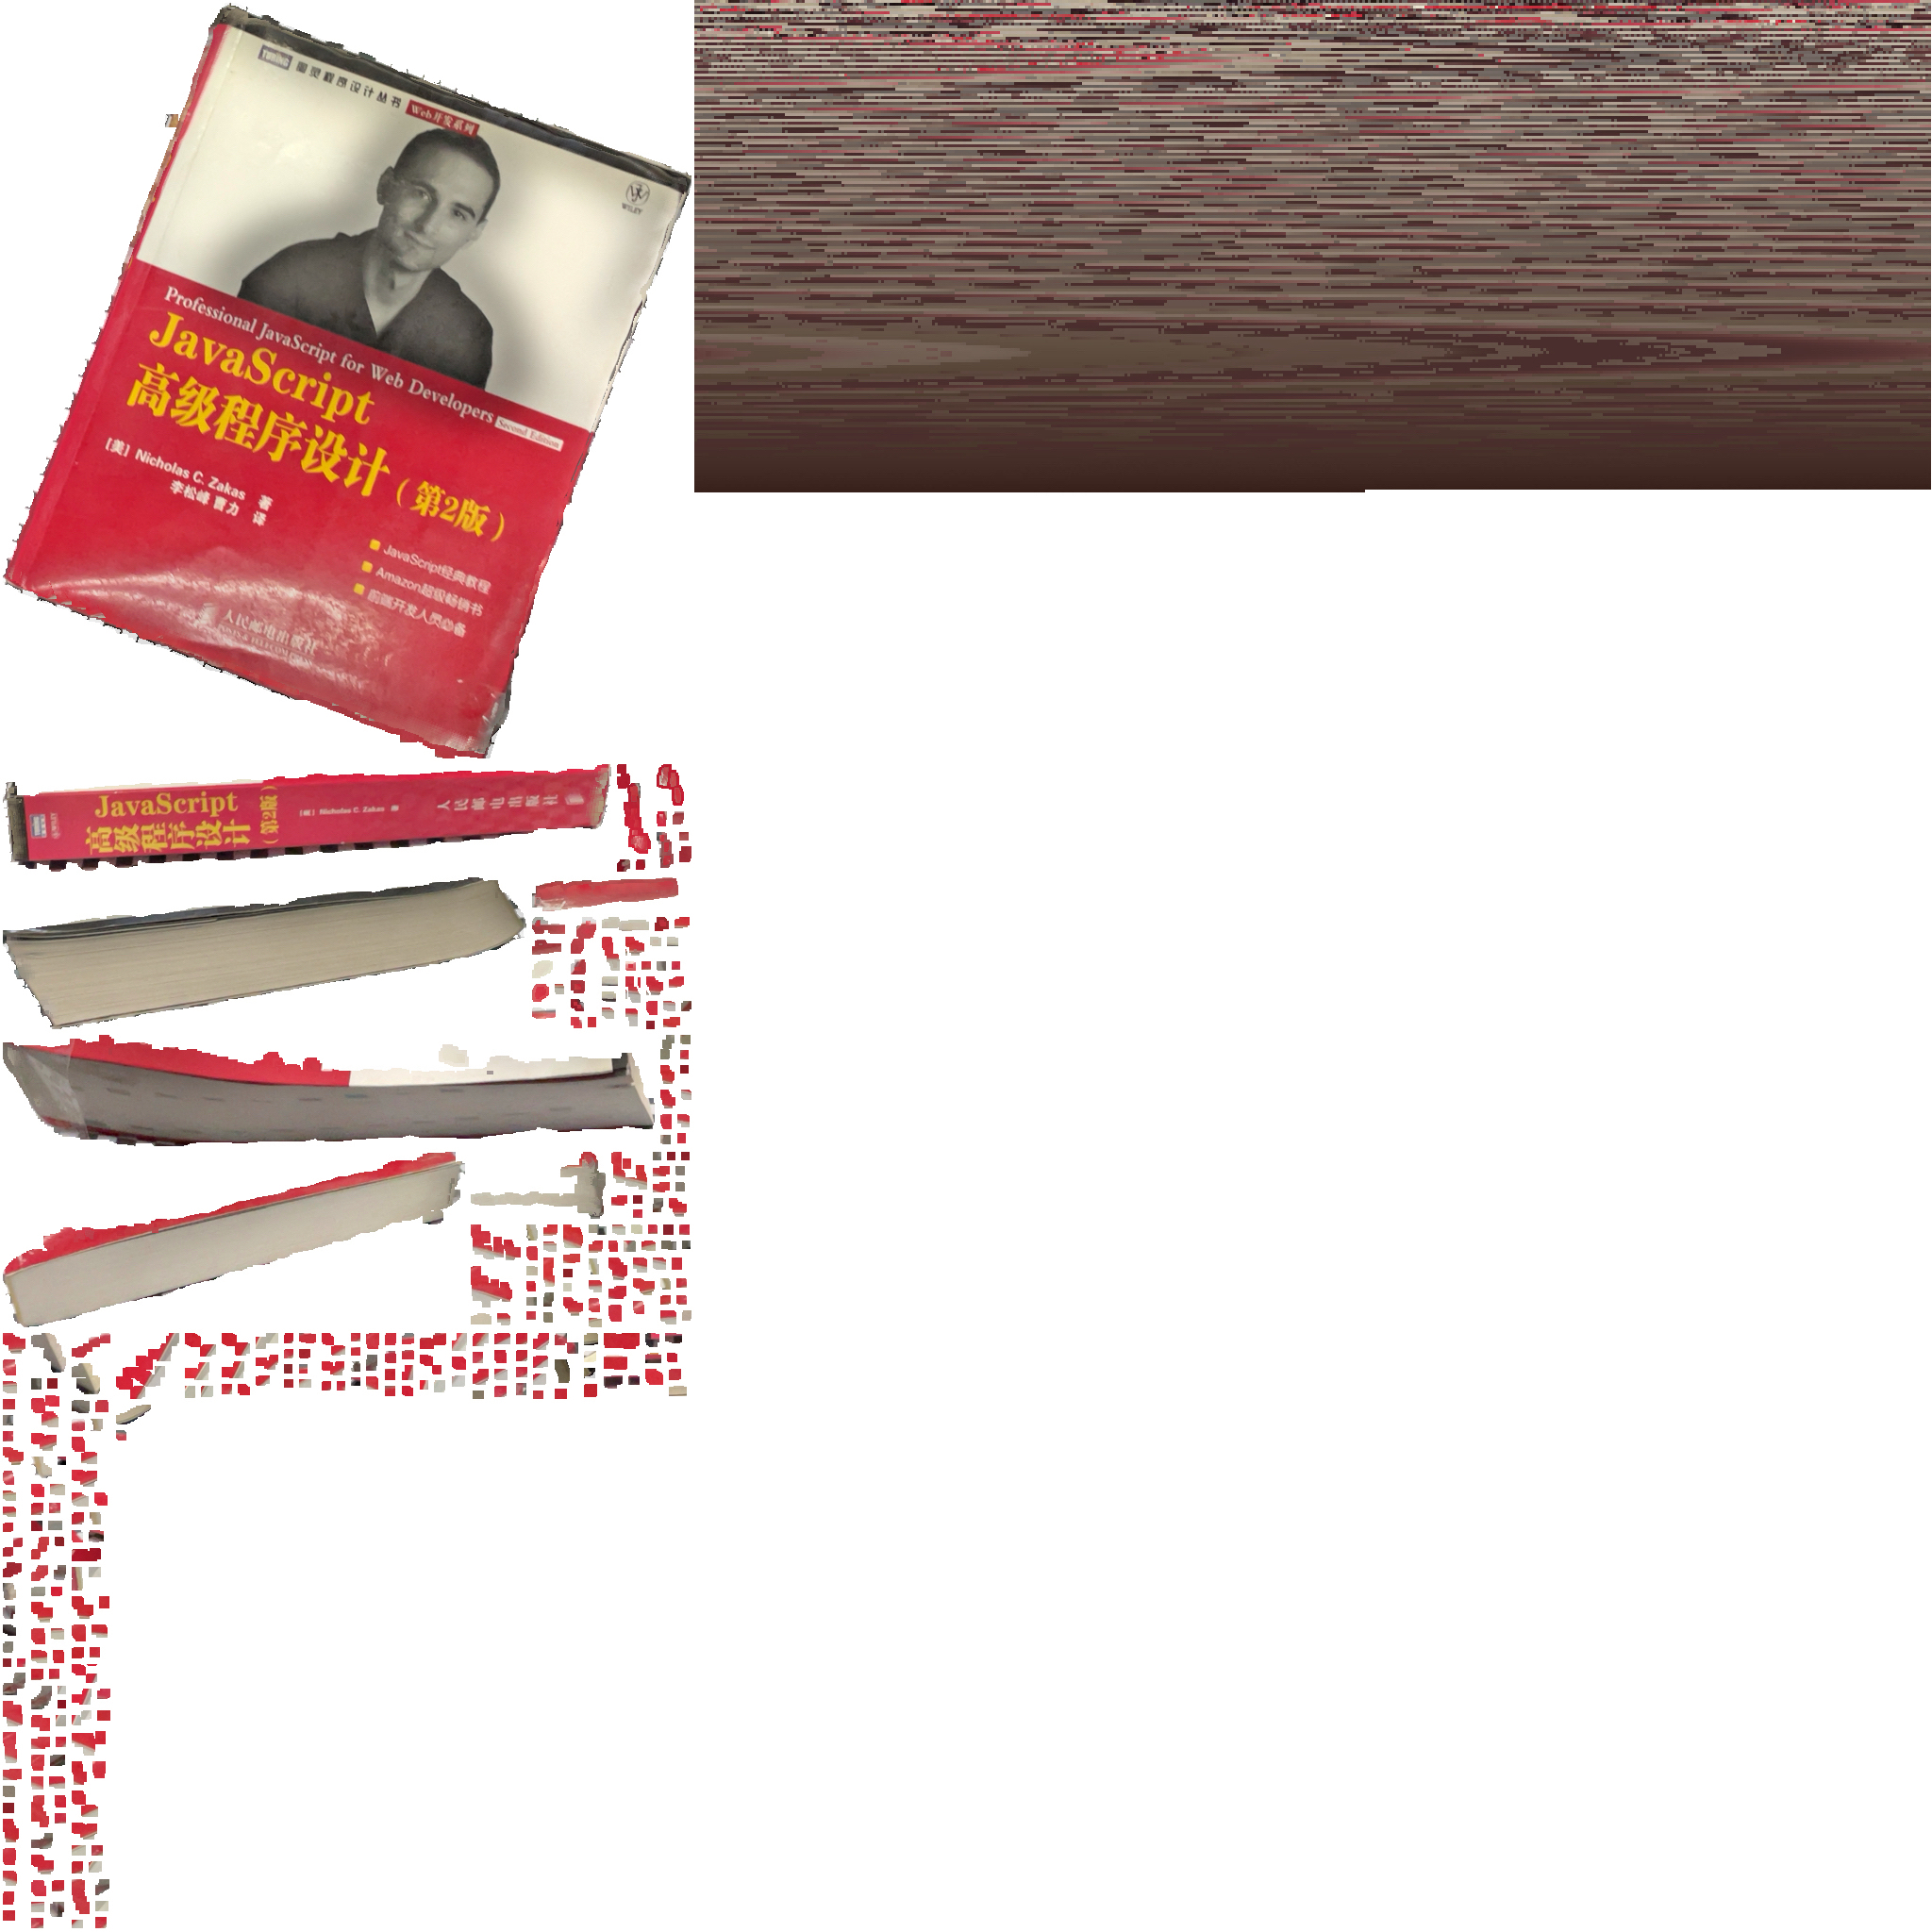 TURING 图灵程序设计丛书 Web开发系列
WILEY
Professional JavaScript for Web Developers Second Edition
JavaScript
高级程序设计(第2版)
[美] Nicholas C. Zakas 著
李松峰 曹力 译
JavaScript经典教程
Amazon超级畅销书
前端开发人员必备
人民邮电出版社
POSTS & TELECOM PRESS
WILEY
JavaScript
高级程序设计
(第2版)
[美] Nicholas C. Zakas 著
人民邮电出版社